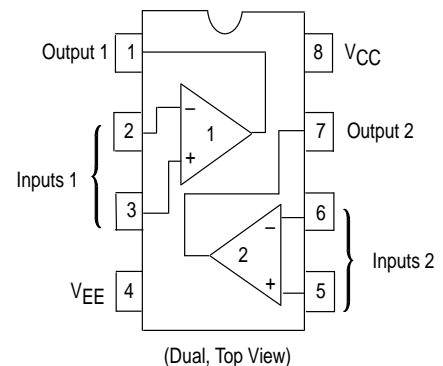 Output 1
1
8
VCC
2
−
1
7
Output 2
+
Inputs 1
3
6
−
2
Inputs 2
VEE
4
+
5
(Dual, Top View)